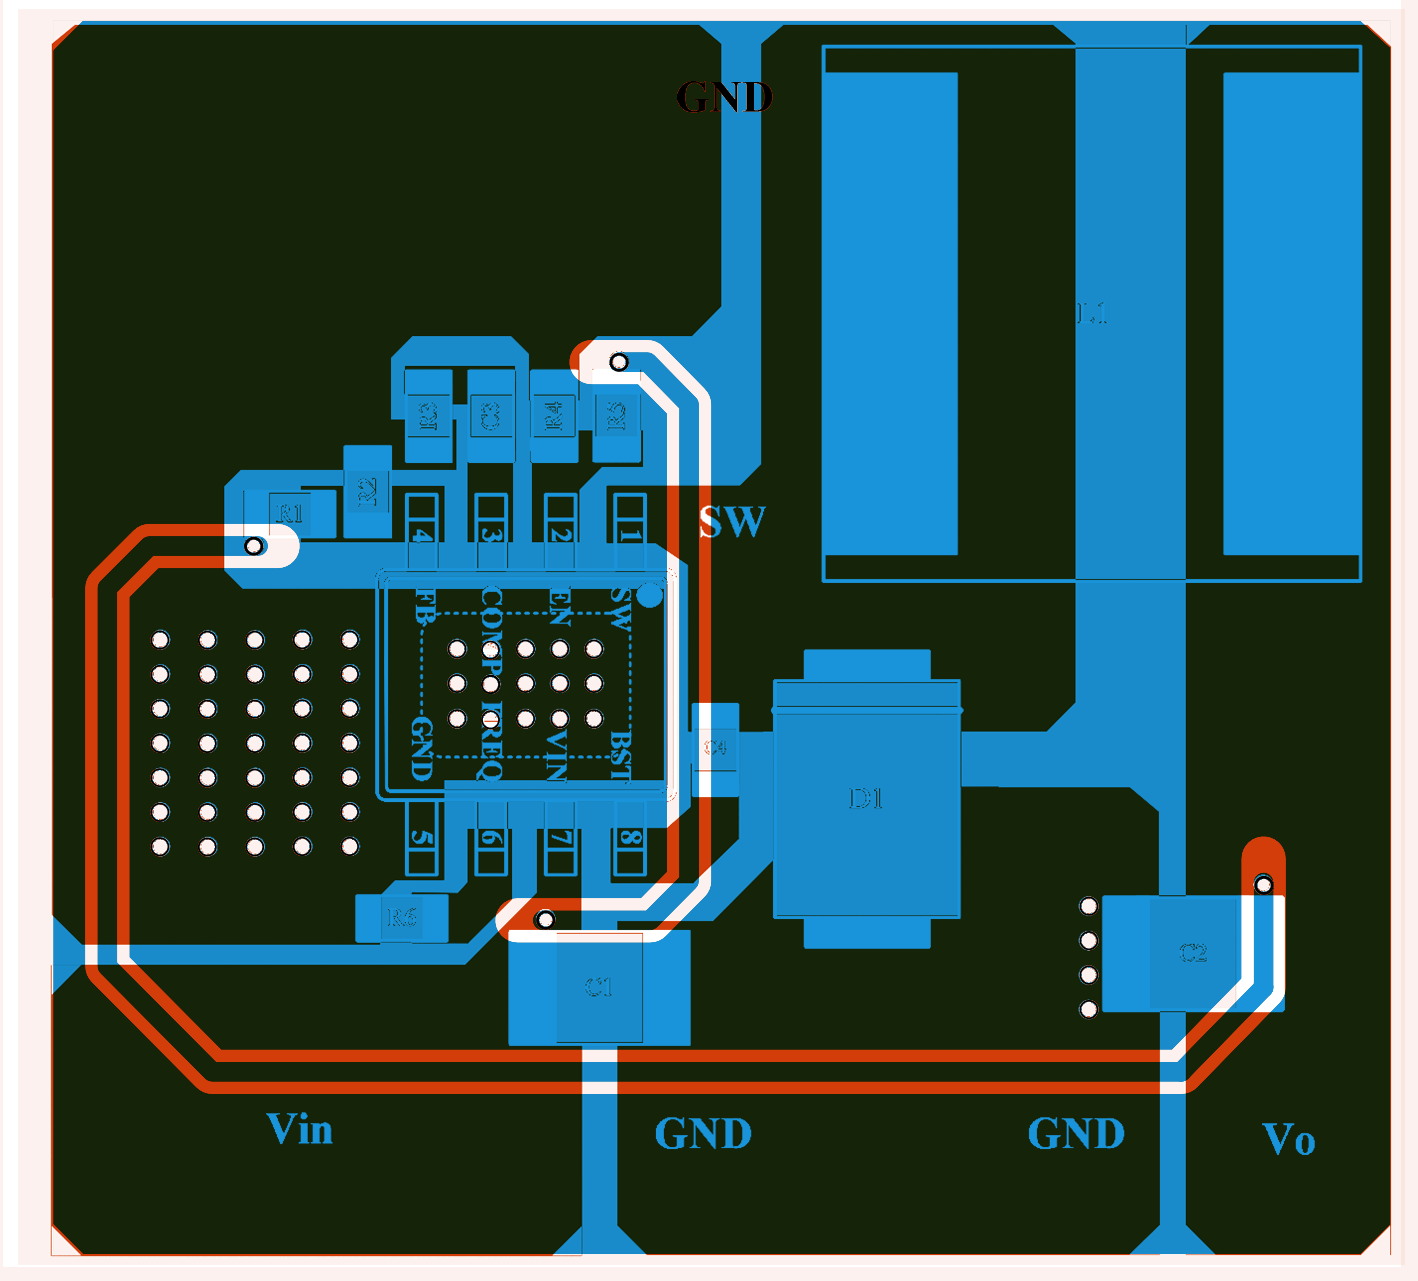 GND
L1
R3 C3 R4 R5
R2
R1
SW
4 3 2 1
FB COMP EN SW
GND FREQ VIN BST
C4
D1
5 6 7 8
R6
C2
C1
Vin
GND
GND
Vo